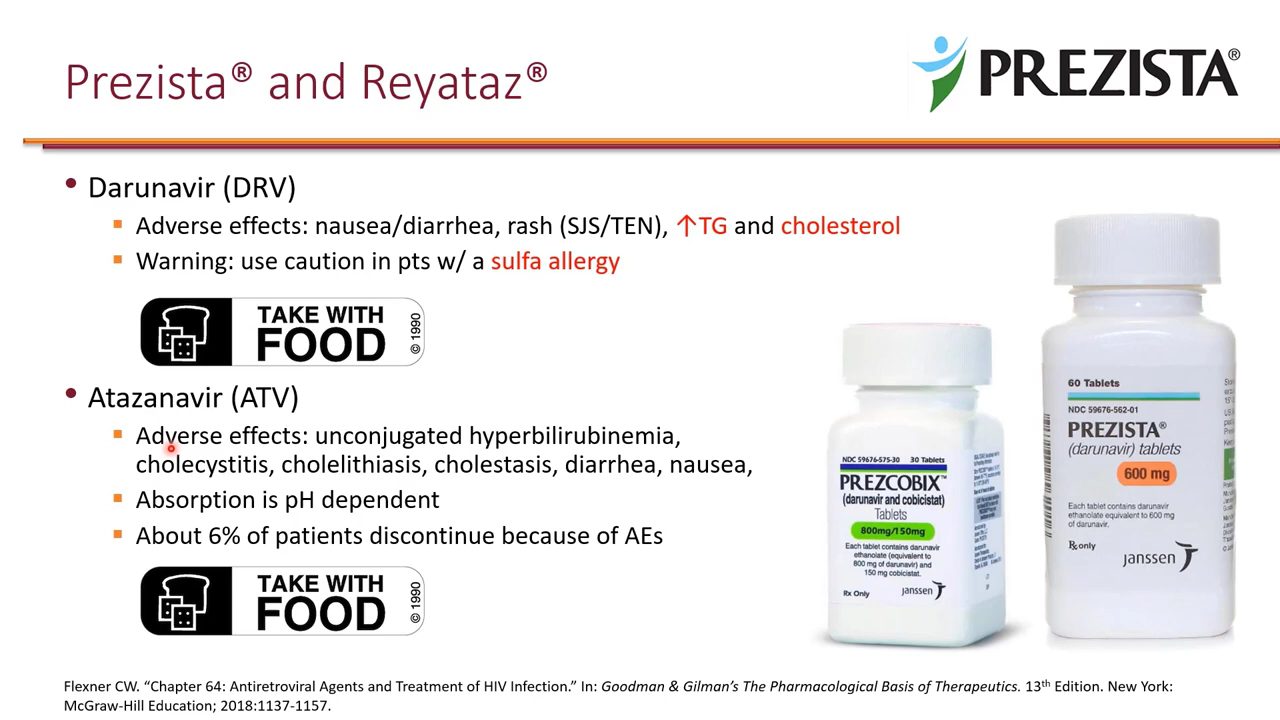 Prezista® and Reyataz®
PREZISTA®
• Darunavir (DRV)
▪ Adverse effects: nausea/diarrhea, rash (SJS/TEN), ↑TG and cholesterol
▪ Warning: use caution in pts w/ a sulfa allergy
TAKE WITH
FOOD
© 1990
• Atazanavir (ATV)
▪ Adverse effects: unconjugated hyperbilirubinemia,
cholecystitis, cholelithiasis, cholestasis, diarrhea, nausea,
▪ Absorption is pH dependent
▪ About 6% of patients discontinue because of AEs
TAKE WITH
FOOD
© 1990
NDC 59676-575-30 30 Tablets
PREZCOBIX™
(darunavir and cobicistat)
Tablets
800mg/150mg
Each tablet contains darunavir
ethanolate (equivalent to
800 mg of darunavir) and
150 mg cobicistat.
Rx Only
janssen
60 Tablets
NDC 59676-562-01
PREZISTA®
(darunavir) tablets
600 mg
Each tablet contains darunavir
ethanolate equivalent to 600 mg
of darunavir.
Rx only
janssen
Flexner CW. “Chapter 64: Antiretroviral Agents and Treatment of HIV Infection.” In: Goodman & Gilman’s The Pharmacological Basis of Therapeutics. 13th Edition. New York:
McGraw-Hill Education; 2018:1137-1157.